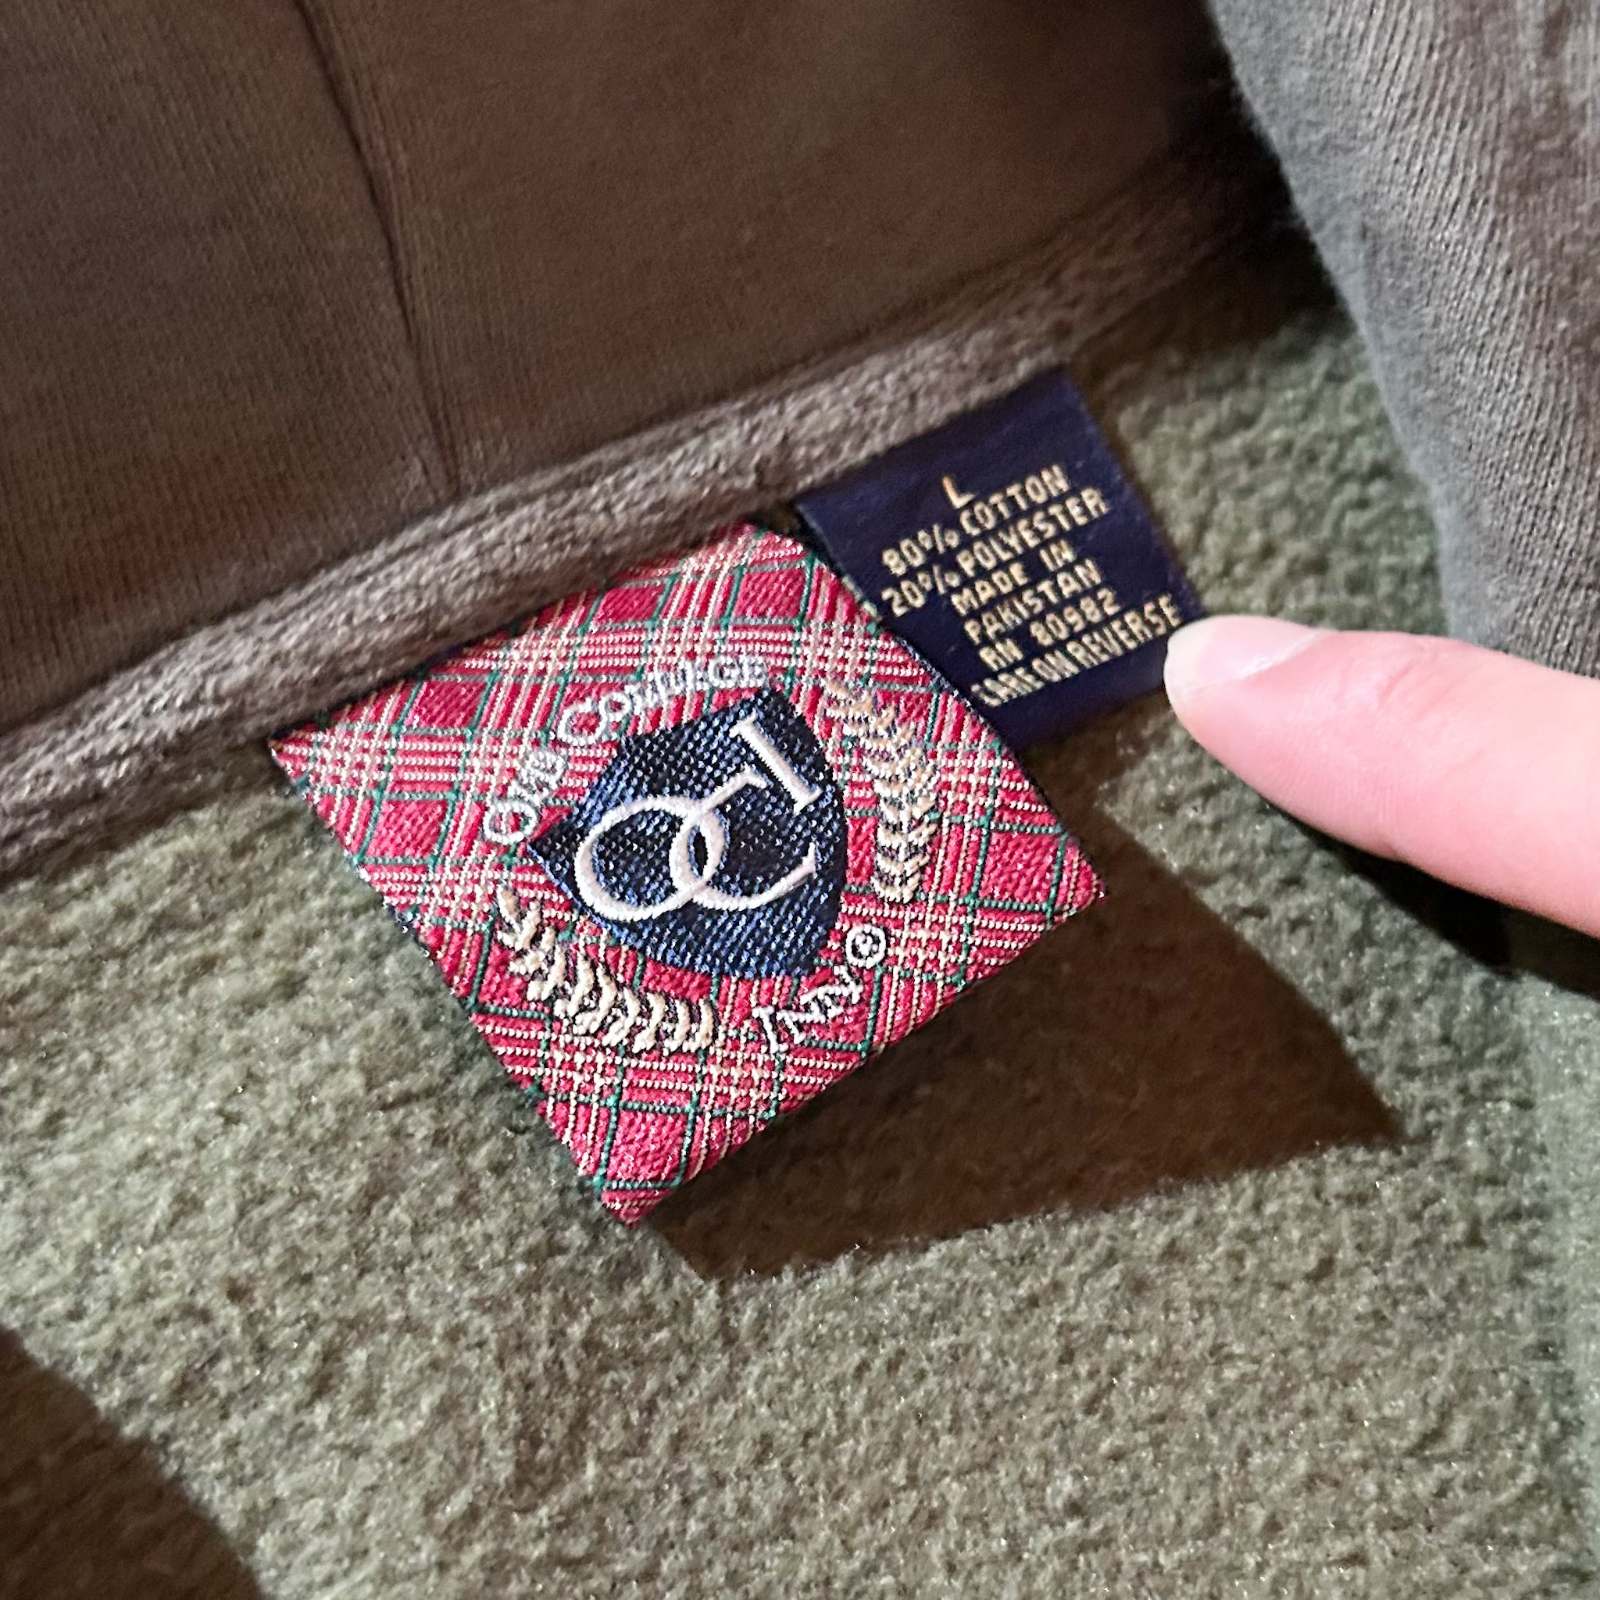 L
80% COTTON
20% POLYESTER
MADE IN
PAKISTAN
RN 80982
CARE ON REVERSE
OLD COLLEGE
OCI
INN®